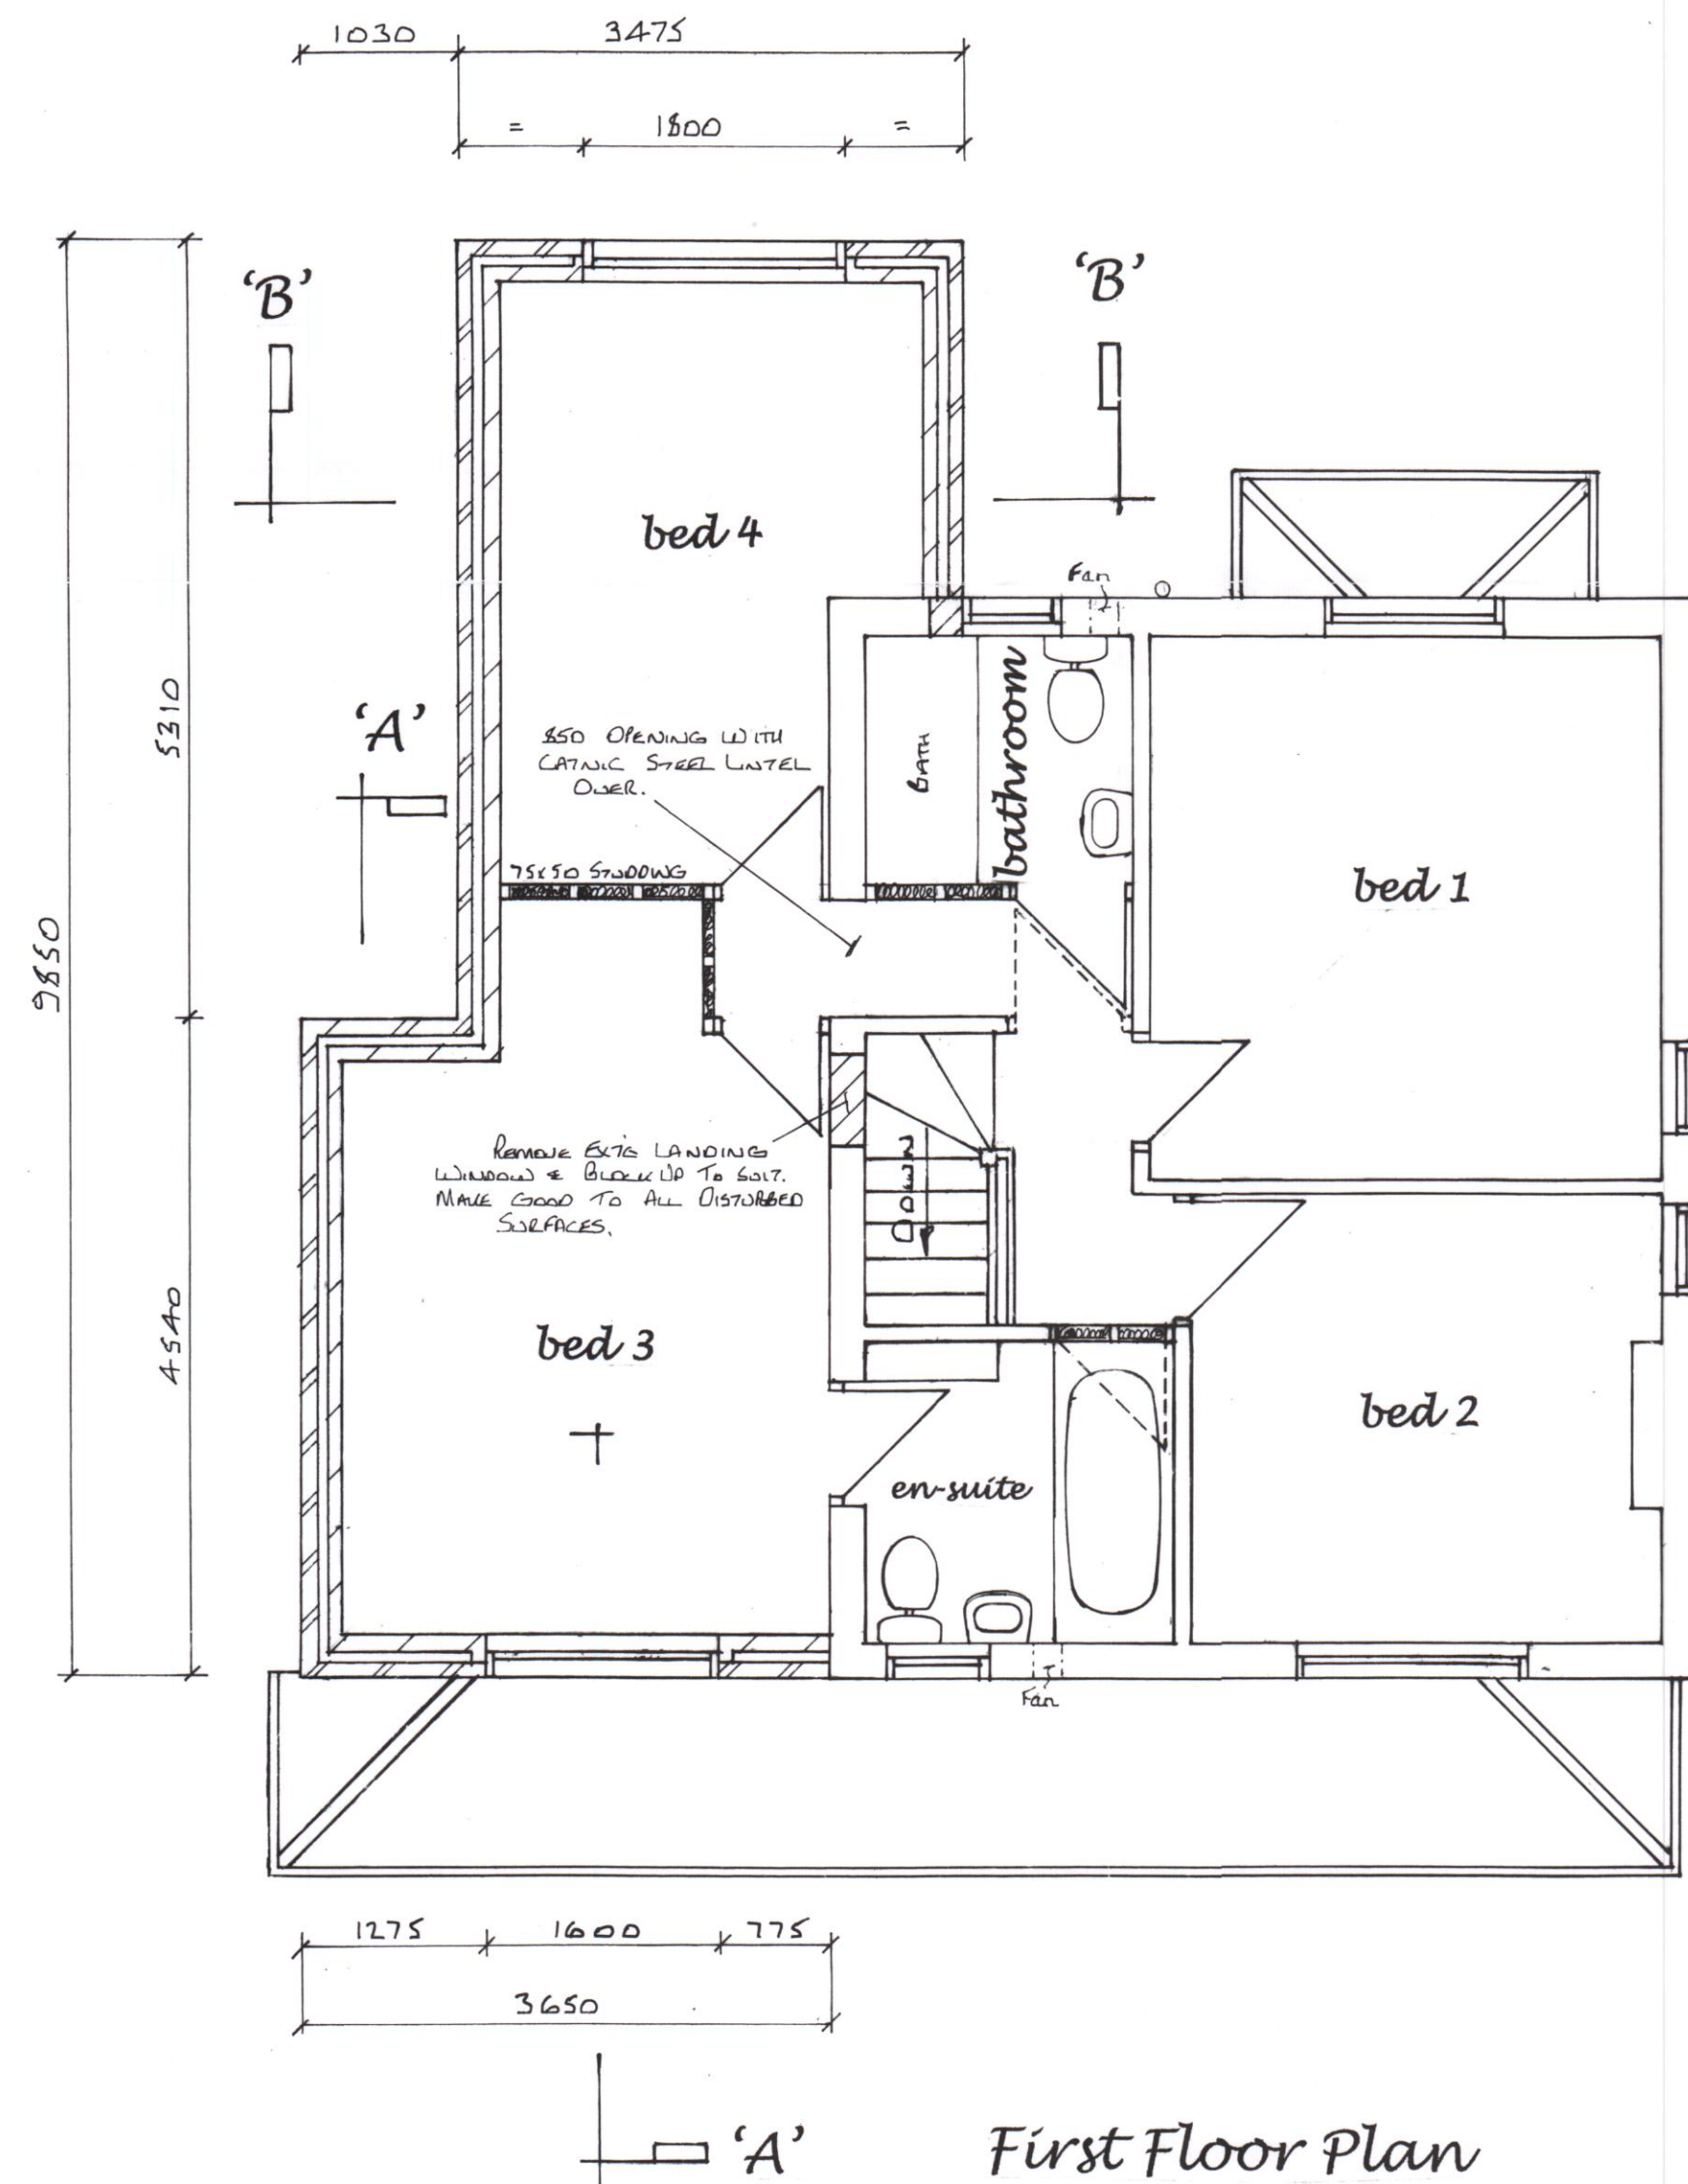 1030 3475
= 1800 =
'B' 'B'
bed 4
Fan
5310
'A'
850 OPENING WITH
CATNIC STEEL LINTEL
OVER.
BATH
bathroom
75x50 STUDDING
bed 1
9850
REMOVE EXT'G LANDING
WINDOW & BLOCK UP TO SUIT.
MAKE GOOD TO ALL DISTURBED
SURFACES.
DOWN
4540
bed 3
bed 2
en-suite
Fan
1275 1600 775
3650
'A'
First Floor Plan